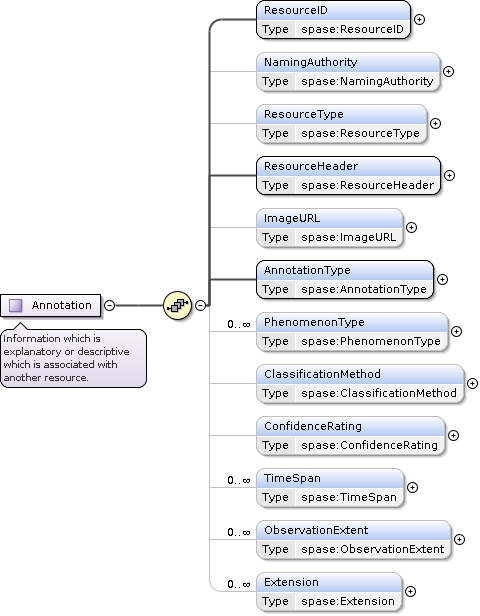 ResourceID
Type spase:ResourceID
NamingAuthority
Type spase:NamingAuthority
ResourceType
Type spase:ResourceType
ResourceHeader
Type spase:ResourceHeader
ImageURL
Type spase:ImageURL
AnnotationType
Type spase:AnnotationType
Annotation
Information which is
explanatory or descriptive
which is associated with
another resource.
0..∞
PhenomenonType
Type spase:PhenomenonType
ClassificationMethod
Type spase:ClassificationMethod
ConfidenceRating
Type spase:ConfidenceRating
0..∞
TimeSpan
Type spase:TimeSpan
0..∞
ObservationExtent
Type spase:ObservationExtent
0..∞
Extension
Type spase:Extension